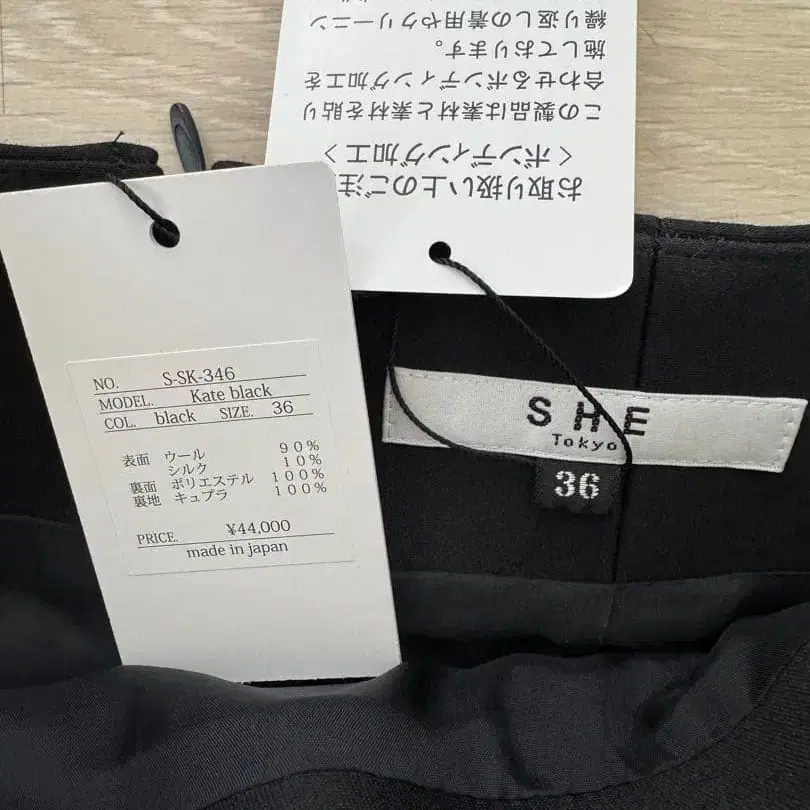 お取り扱い上のご注
＜ボンディング加工＞
この製品は素材と素材を貼り
合わせるボンディング加工を
施しております。
繰り返しの着用やクリーニン
NO. S-SK-346
MODEL. Kate black
COL. black SIZE. 36
表面 ウール 90%
シルク 10%
裏面 ポリエステル 100%
裏地 キュプラ 100%
PRICE. ¥44,000
made in japan
SHE
Tokyo
36